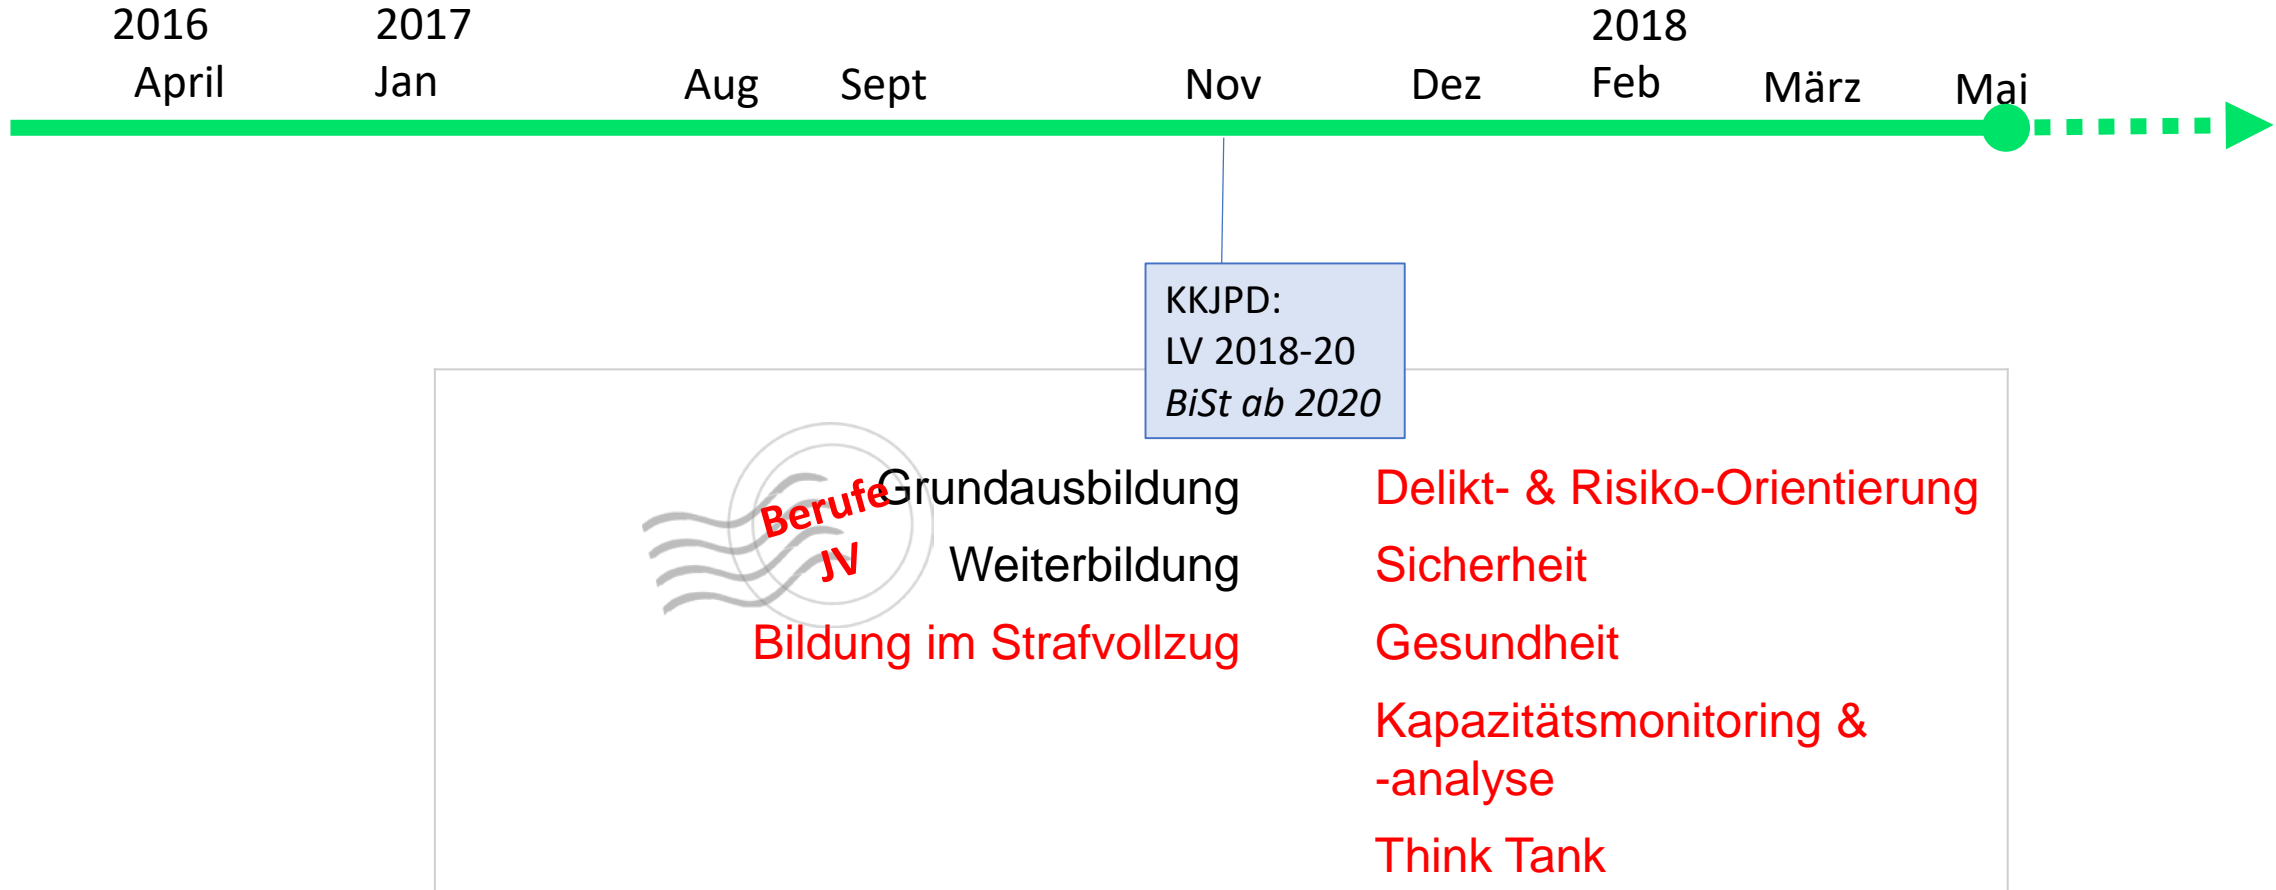 2016
2017
2018
April
Jan
Aug
Sept
Nov
Dez
Feb
März
Mai
KKJPD:
LV 2018-20
BiSt ab 2020
Berufe
JV
Grundausbildung
Weiterbildung
Bildung im Strafvollzug
Delikt- & Risiko-Orientierung
Sicherheit
Gesundheit
Kapazitätsmonitoring &
-analyse
Think Tank